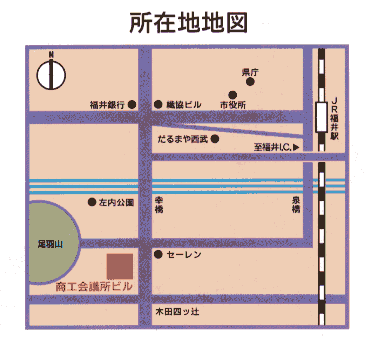 所在地地図
N
県庁
福井銀行
繊協ビル
市役所
JR福井駅
だるまや西武
至福井I.C.
左内公園
幸橋
泉橋
足羽山
セーレン
商工会議所ビル
木田四ッ辻